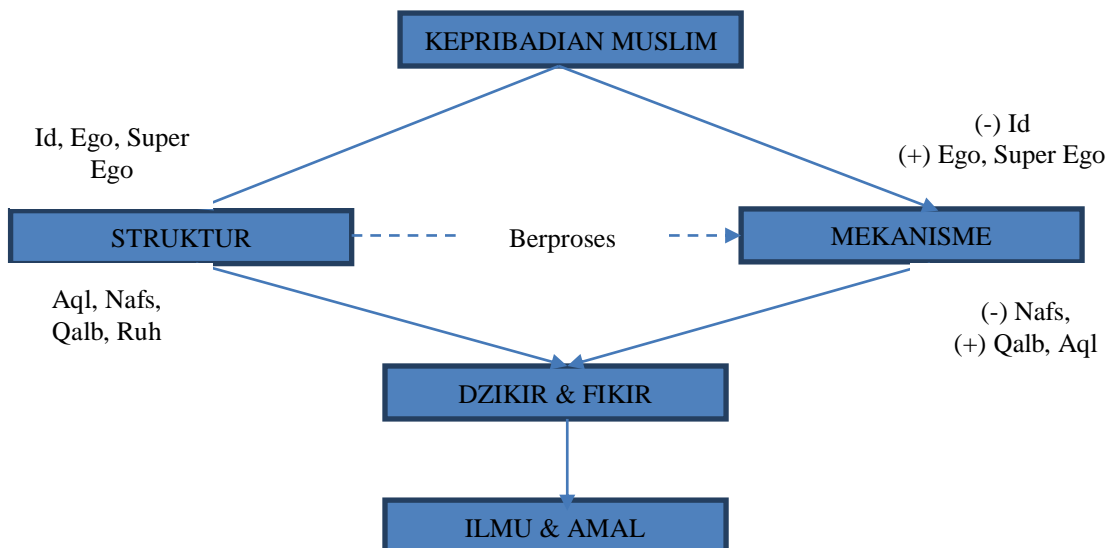 KEPRIBADIAN MUSLIM
Id, Ego, Super
Ego
(-) Id
(+) Ego, Super Ego
STRUKTUR
Berproses
MEKANISME
Aql, Nafs,
Qalb, Ruh
(-) Nafs,
(+) Qalb, Aql
DZIKIR & FIKIR
ILMU & AMAL